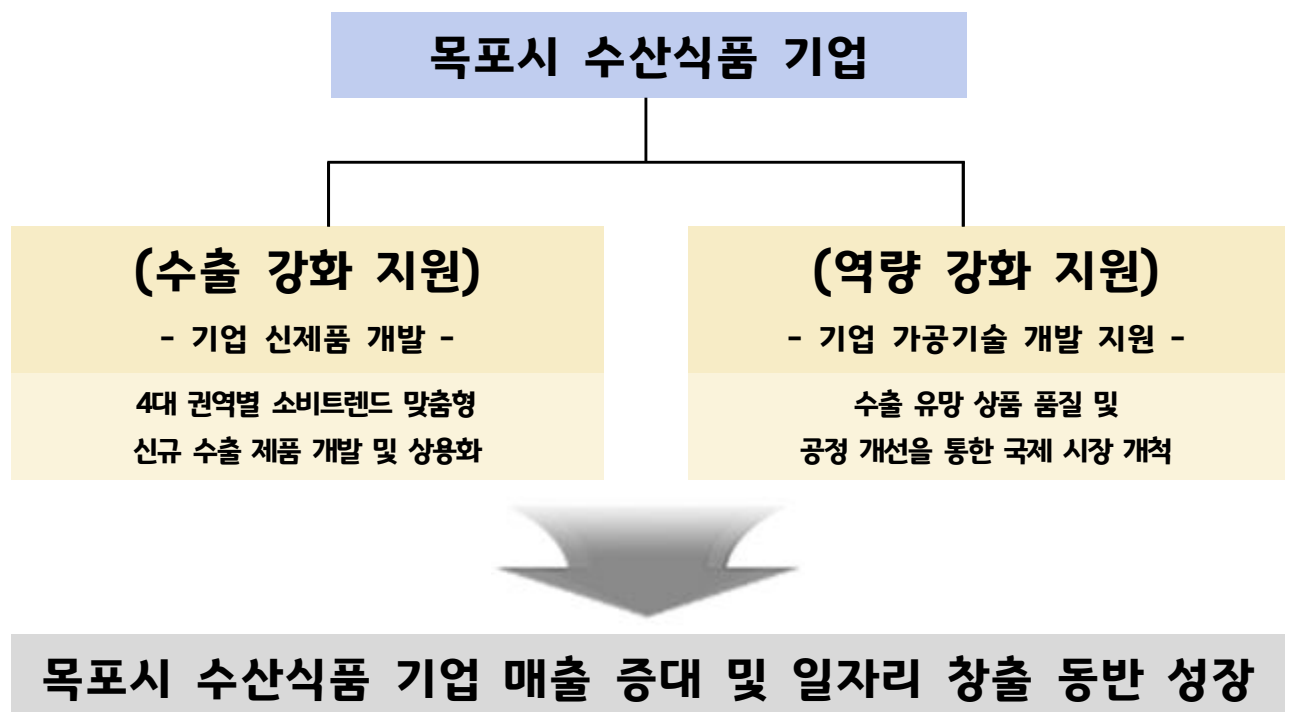 목포시 수산식품 기업
(수출 강화 지원)
- 기업 신제품 개발 -
4대 권역별 소비트렌드 맞춤형
신규 수출 제품 개발 및 상용화
(역량 강화 지원)
- 기업 가공기술 개발 지원 -
수출 유망 상품 품질 및
공정 개선을 통한 국제 시장 개척
목포시 수산식품 기업 매출 증대 및 일자리 창출 동반 성장